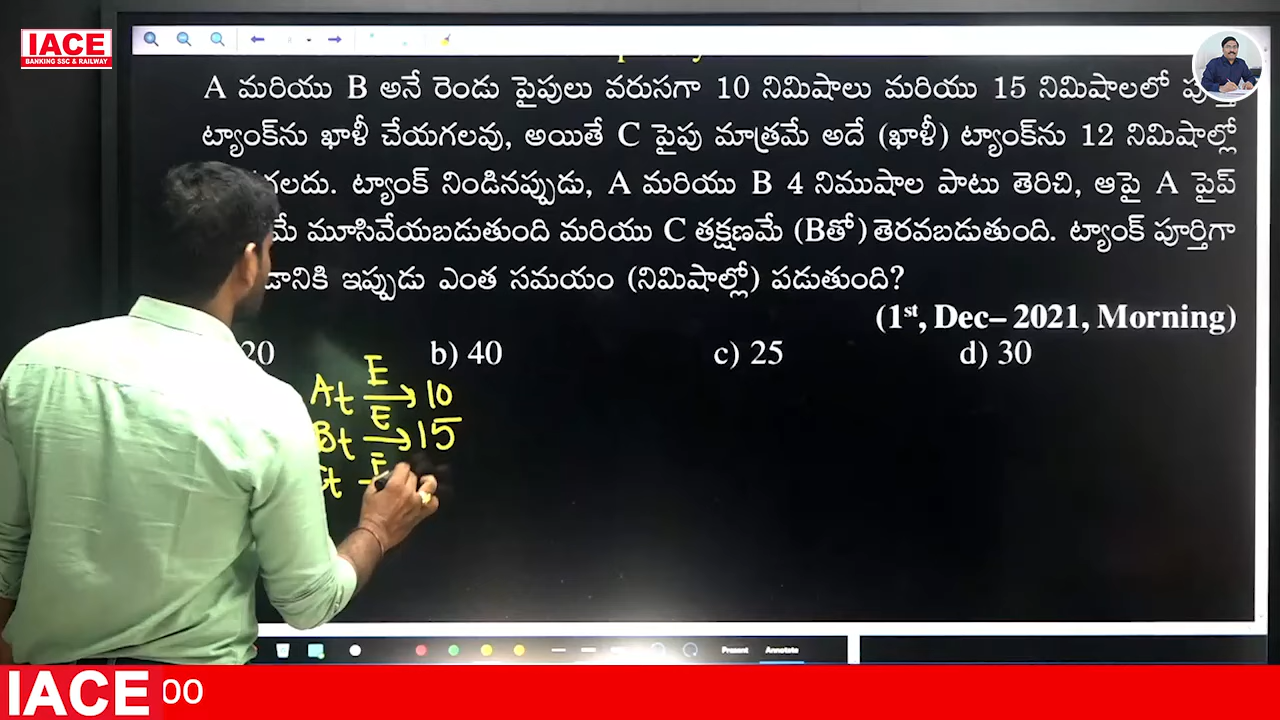 IACE
BANKING SSC & RAILWAY
A మరియు B అనే రెండు పైపులు వరుసగా 10 నిమిషాలు మరియు 15 నిమిషాలలో
ట్యాంక్‌ను ఖాళీ చేయగలవు, అయితే C పైపు మాత్రమే అదే (ఖాళీ) ట్యాంక్‌ను 12 నిమిషాల్లో
ట్యాంక్ నిండినప్పుడు, A మరియు B 4 నిముషాల పాటు తెరిచి, ఆపై A పైప్
మూసివేయబడుతుంది మరియు C తక్షణమే (Bతో) తెరవబడుతుంది. ట్యాంక్ పూర్తిగా
ఇప్పుడు ఎంత సమయం (నిమిషాల్లో) పడుతుంది?
(1st, Dec– 2021, Morning)
20 b) 40 c) 25 d) 30
At E → 10
Bt E → 15
Present Annotate
IACE 00